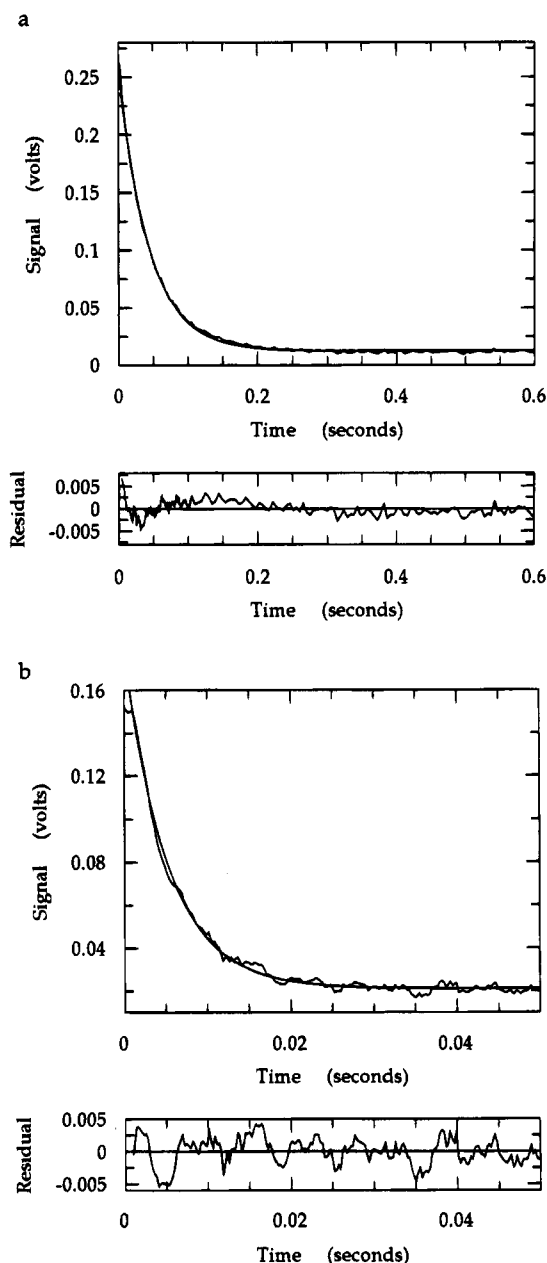 a
0.25
0.2
0.15
0.1
0.05
0
Signal (volts)
0 0.2 0.4 0.6
Time (seconds)
0.005
0
-0.005
Residual
0 0.2 0.4 0.6
Time (seconds)
b
0.16
0.12
0.08
0.04
Signal (volts)
0 0.02 0.04
Time (seconds)
0.005
0
-0.005
Residual
0 0.02 0.04
Time (seconds)